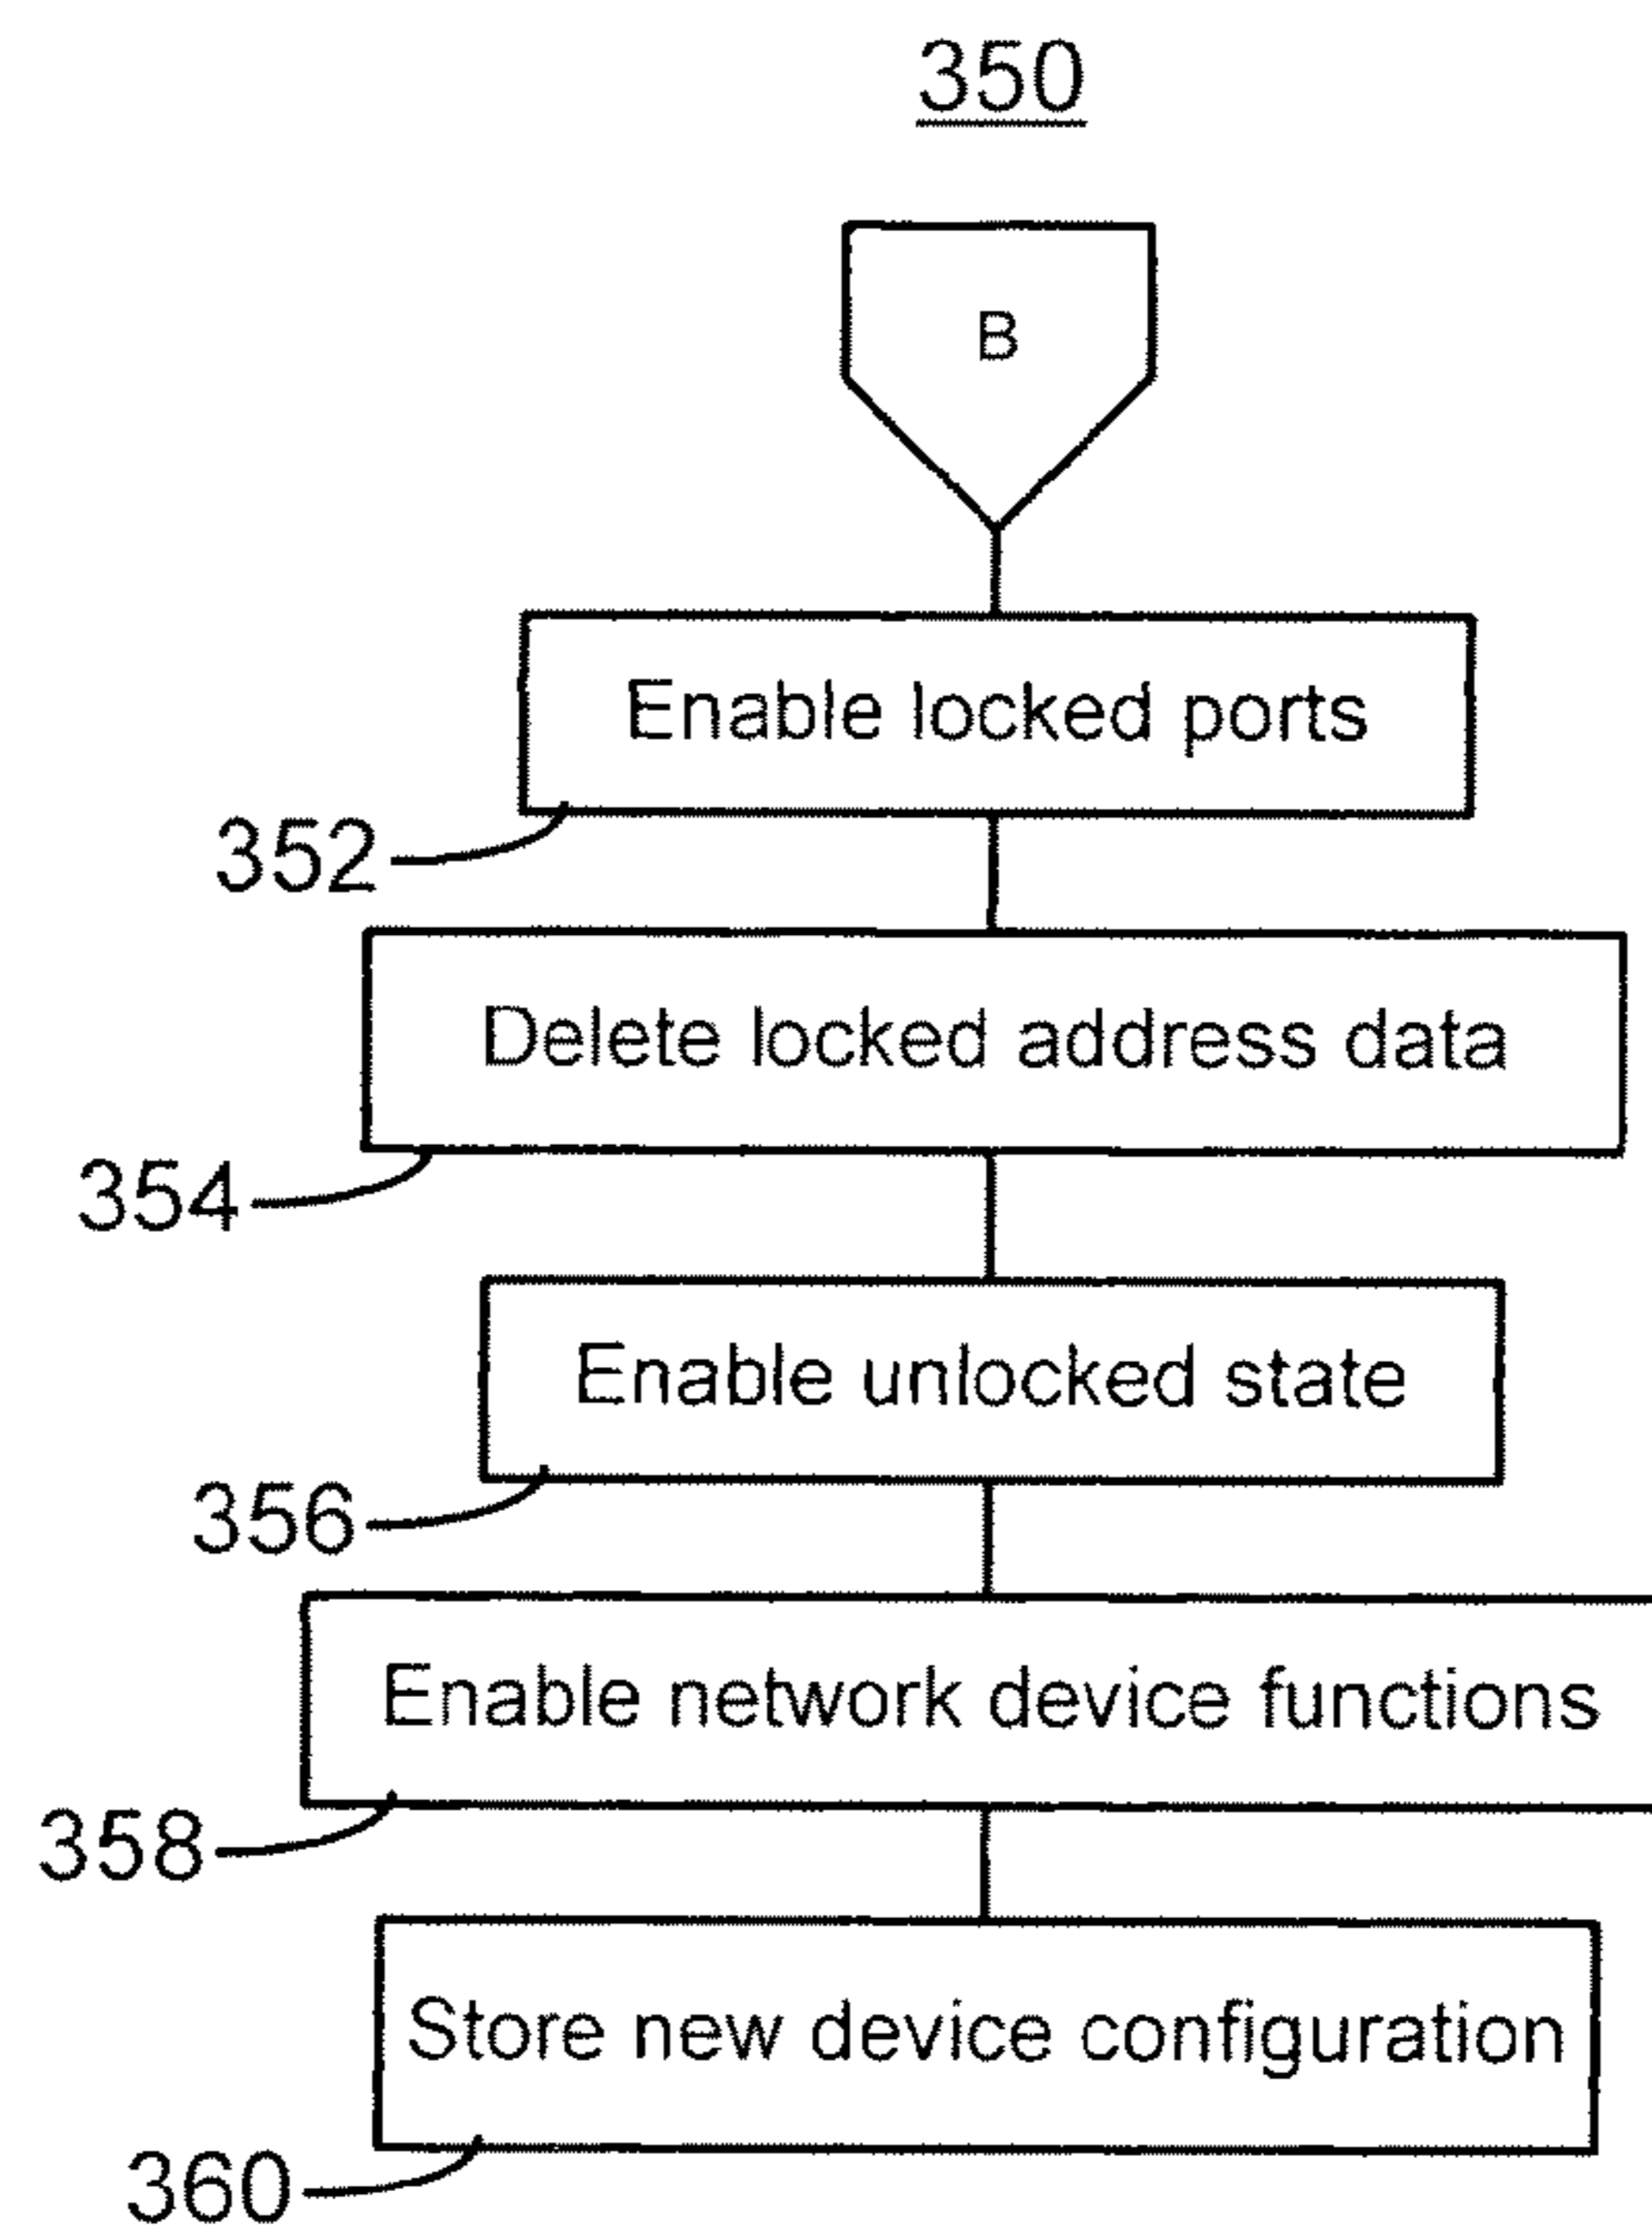 350
B
Enable locked ports
352
Delete locked address data
354
Enable unlocked state
356
Enable network device functions
358
Store new device configuration
360